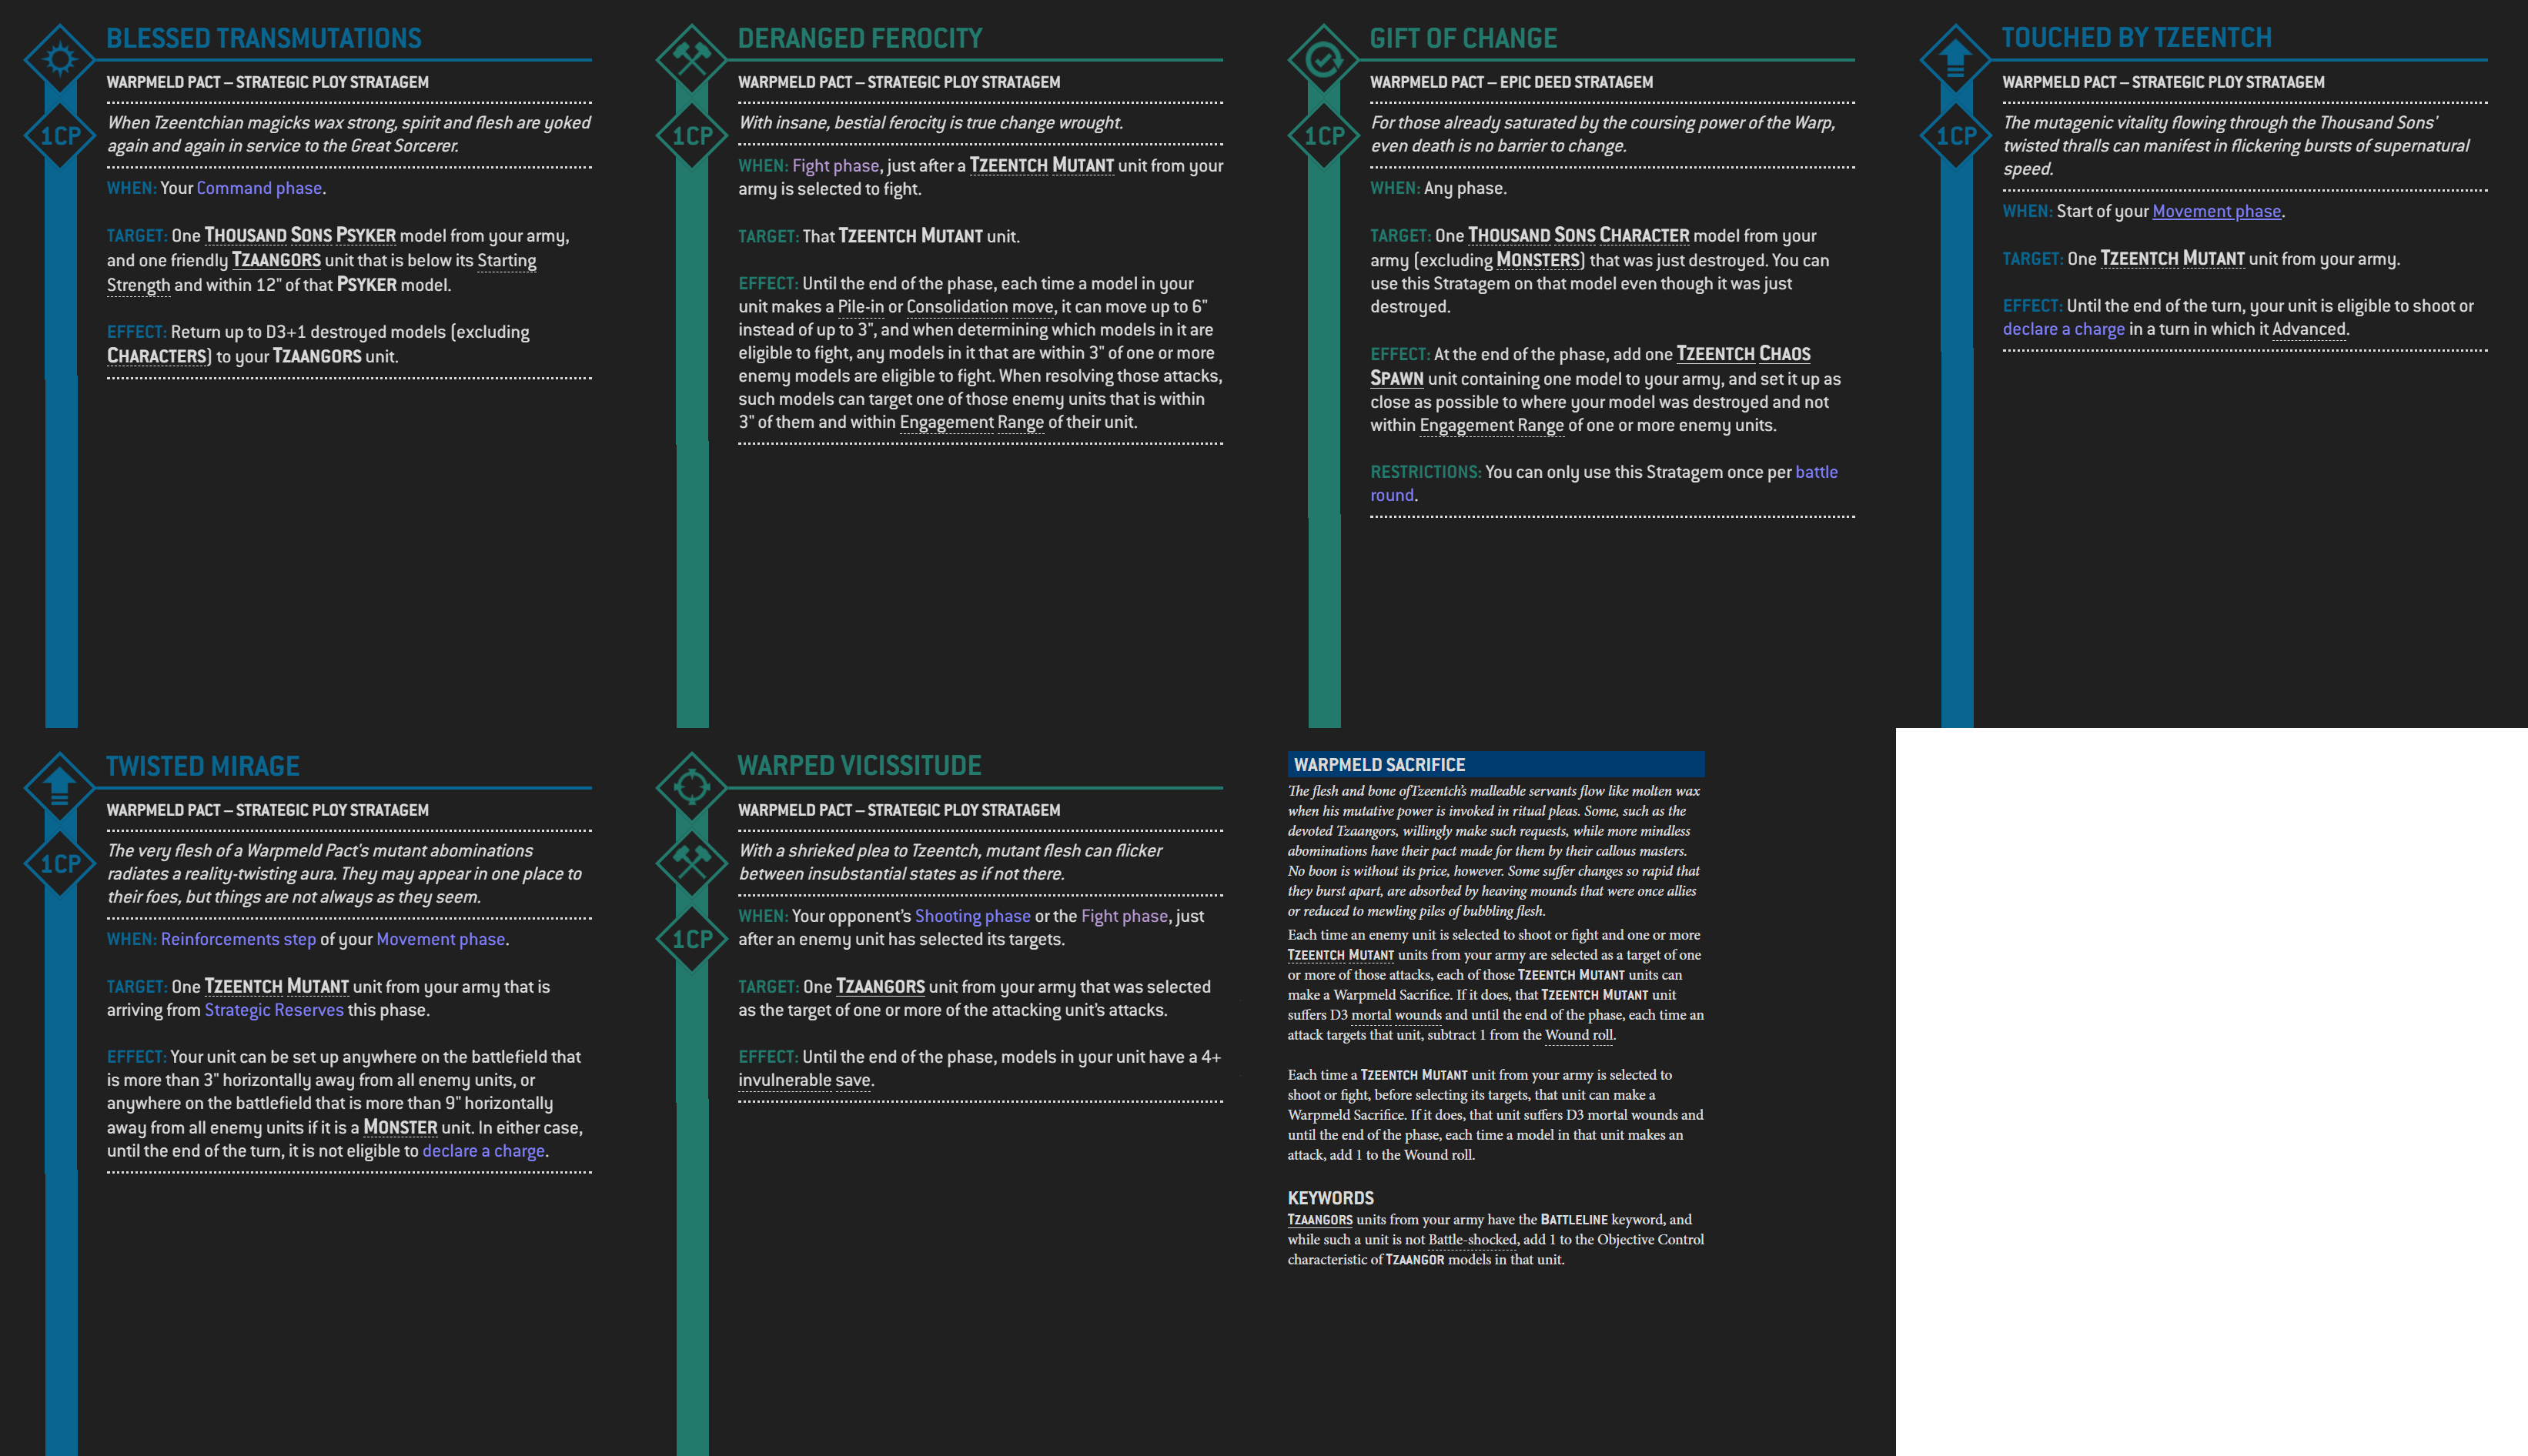 BLESSED TRANSMUTATIONS
1CP
WARPMELD PACT – STRATEGIC PLOY STRATAGEM
When Tzeentchian magicks wax strong, spirit and flesh are yoked
again and again in service to the Great Sorcerer.
WHEN: Your Command phase.
TARGET: One THOUSAND SONS PSYKER model from your army,
and one friendly TZAANGORS unit that is below its Starting
Strength and within 12" of that PSYKER model.
EFFECT: Return up to D3+1 destroyed models (excluding
CHARACTERS) to your TZAANGORS unit.
DERANGED FEROCITY
1CP
WARPMELD PACT – STRATEGIC PLOY STRATAGEM
With insane, bestial ferocity is true change wrought.
WHEN: Fight phase, just after a TZEENTCH MUTANT unit from your
army is selected to fight.
TARGET: That TZEENTCH MUTANT unit.
EFFECT: Until the end of the phase, each time a model in your
unit makes a Pile-in or Consolidation move, it can move up to 6"
instead of up to 3", and when determining which models in it are
eligible to fight, any models in it that are within 3" of one or more
enemy models are eligible to fight. When resolving those attacks,
such models can target one of those enemy units that is within
3" of them and within Engagement Range of their unit.
GIFT OF CHANGE
1CP
WARPMELD PACT – EPIC DEED STRATAGEM
For those already saturated by the coursing power of the Warp,
even death is no barrier to change.
WHEN: Any phase.
TARGET: One THOUSAND SONS CHARACTER model from your
army (excluding MONSTERS) that was just destroyed. You can
use this Stratagem on that model even though it was just
destroyed.
EFFECT: At the end of the phase, add one TZEENTCH CHAOS
SPAWN unit containing one model to your army, and set it up as
close as possible to where your model was destroyed and not
within Engagement Range of one or more enemy units.
RESTRICTIONS: You can only use this Stratagem once per battle
round.
TOUCHED BY TZEENTCH
1CP
WARPMELD PACT – STRATEGIC PLOY STRATAGEM
The mutagenic vitality flowing through the Thousand Sons'
twisted thralls can manifest in flickering bursts of supernatural
speed.
WHEN: Start of your Movement phase.
TARGET: One TZEENTCH MUTANT unit from your army.
EFFECT: Until the end of the turn, your unit is eligible to shoot or
declare a charge in a turn in which it Advanced.
TWISTED MIRAGE
1CP
WARPMELD PACT – STRATEGIC PLOY STRATAGEM
The very flesh of a Warpmeld Pact's mutant abominations
radiates a reality-twisting aura. They may appear in one place to
their foes, but things are not always as they seem.
WHEN: Reinforcements step of your Movement phase.
TARGET: One TZEENTCH MUTANT unit from your army that is
arriving from Strategic Reserves this phase.
EFFECT: Your unit can be set up anywhere on the battlefield that
is more than 3" horizontally away from all enemy units, or
anywhere on the battlefield that is more than 9" horizontally
away from all enemy units if it is a MONSTER unit. In either case,
until the end of the turn, it is not eligible to declare a charge.
WARPED VICISSITUDE
1CP
WARPMELD PACT – STRATEGIC PLOY STRATAGEM
With a shrieked plea to Tzeentch, mutant flesh can flicker
between insubstantial states as if not there.
WHEN: Your opponent's Shooting phase or the Fight phase, just
after an enemy unit has selected its targets.
TARGET: One TZAANGORS unit from your army that was selected
as the target of one or more of the attacking unit's attacks.
EFFECT: Until the end of the phase, models in your unit have a 4+
invulnerable save.
WARPMELD SACRIFICE
The flesh and bone ofTzeentch's malleable servants flow like molten wax
when his mutative power is invoked in ritual pleas. Some, such as the
devoted Tzaangors, willingly make such requests, while more mindless
abominations have their pact made for them by their callous masters.
No boon is without its price, however. Some suffer changes so rapid that
they burst apart, are absorbed by heaving mounds that were once allies
or reduced to mewling piles of bubbling flesh.
Each time an enemy unit is selected to shoot or fight and one or more
TZEENTCH MUTANT units from your army are selected as a target of one
or more of those attacks, each of those TZEENTCH MUTANT units can
make a Warpmeld Sacrifice. If it does, that TZEENTCH MUTANT unit
suffers D3 mortal wounds and until the end of the phase, each time an
attack targets that unit, subtract 1 from the Wound roll.
Each time a TZEENTCH MUTANT unit from your army is selected to
shoot or fight, before selecting its targets, that unit can make a
Warpmeld Sacrifice. If it does, that unit suffers D3 mortal wounds and
until the end of the phase, each time a model in that unit makes an
attack, add 1 to the Wound roll.
KEYWORDS
TZAANGORS units from your army have the BATTLELINE keyword, and
while such a unit is not Battle-shocked, add 1 to the Objective Control
characteristic of TZAANGOR models in that unit.